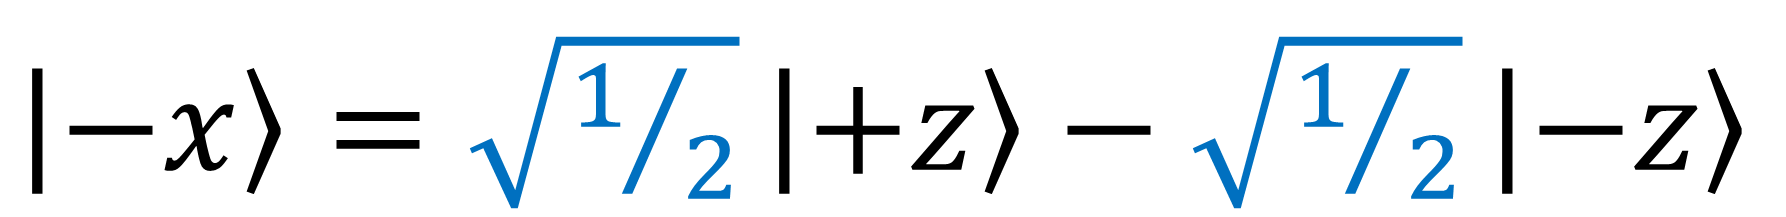 |−x⟩ = √1/2 |+z⟩ − √1/2 |−z⟩